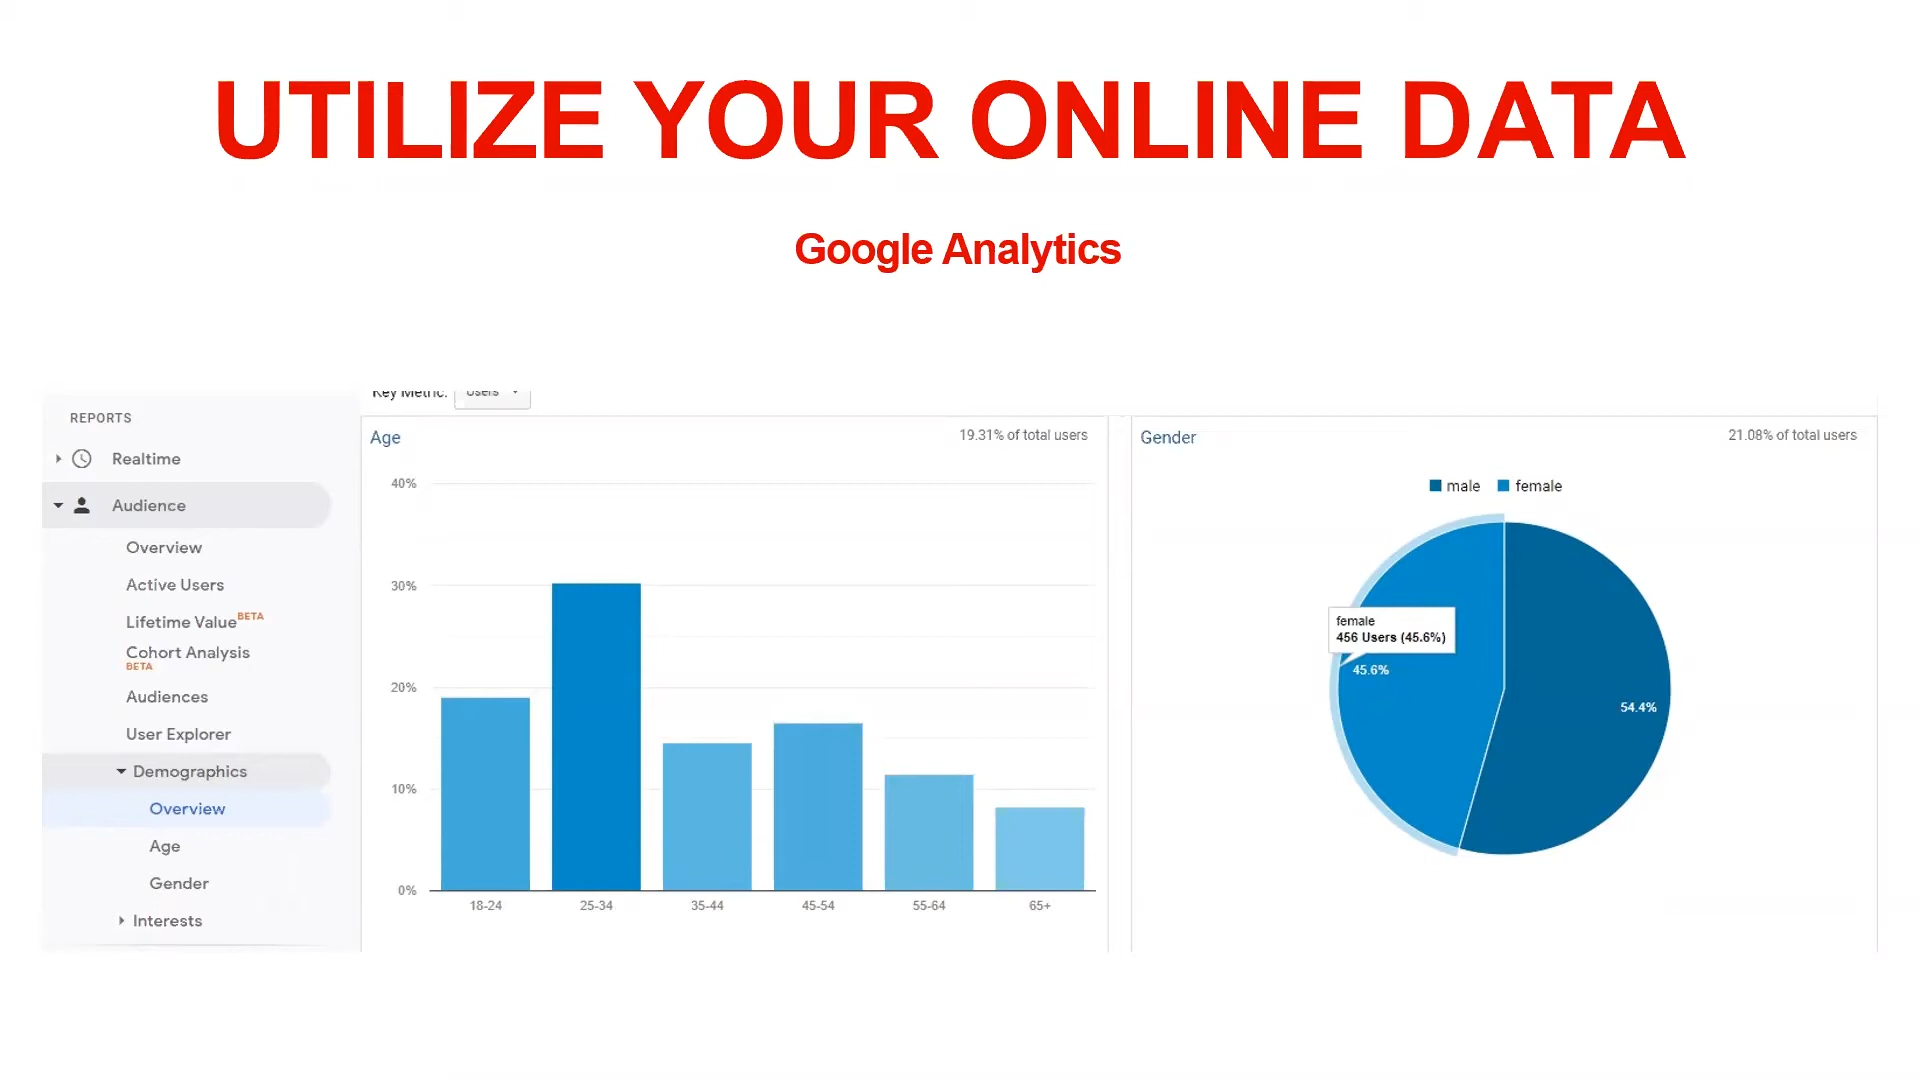 UTILIZE YOUR ONLINE DATA
Google Analytics
REPORTS
Realtime
Audience
Overview
Active Users
Lifetime Value BETA
Cohort Analysis
BETA
Audiences
User Explorer
Demographics
Overview
Age
Gender
Interests
Key Metric: Users
Age 19.31% of total users
40%
30%
20%
10%
0%
18-24 25-34 35-44 45-54 55-64 65+
Gender 21.08% of total users
male female
female
456 Users (45.6%)
45.6%
54.4%